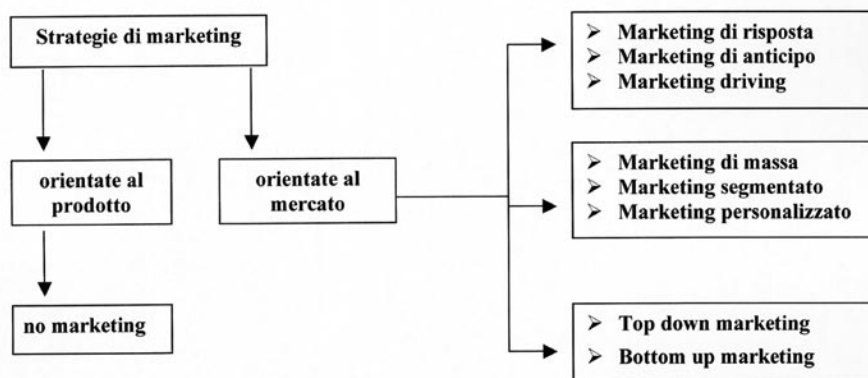 Strategie di marketing
orientate al
prodotto
orientate al
mercato
no marketing
Marketing di risposta
Marketing di anticipo
Marketing driving
Marketing di massa
Marketing segmentato
Marketing personalizzato
Top down marketing
Bottom up marketing